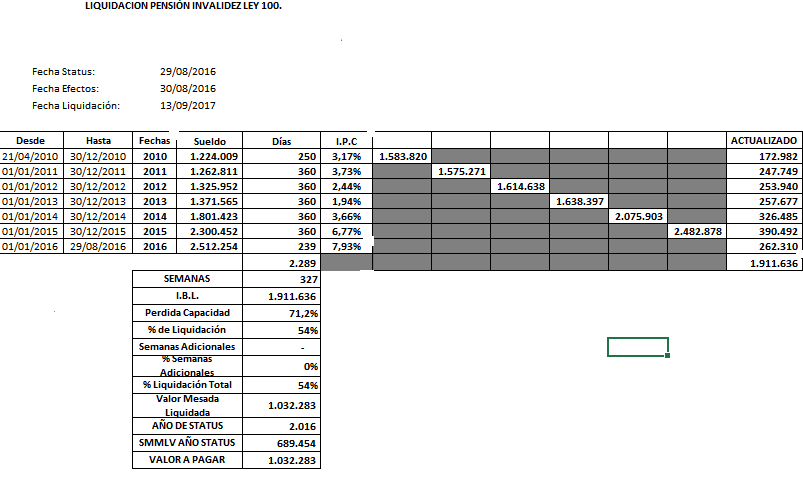 LIQUIDACION PENSIÓN INVALIDEZ LEY 100.
Fecha Status: 29/08/2016
Fecha Efectos: 30/08/2016
Fecha Liquidación: 13/09/2017
Desde Hasta Fechas Sueldo Días I.P.C ACTUALIZADO
21/04/2010 30/12/2010 2010 1.224.009 250 3,17% 1.583.820 172.982
01/01/2011 30/12/2011 2011 1.262.811 360 3,73% 1.575.271 247.749
01/01/2012 30/12/2012 2012 1.325.952 360 2,44% 1.614.638 253.940
01/01/2013 30/12/2013 2013 1.371.565 360 1,94% 1.638.397 257.677
01/01/2014 30/12/2014 2014 1.801.423 360 3,66% 2.075.903 326.485
01/01/2015 30/12/2015 2015 2.300.452 360 6,77% 2.482.878 390.492
01/01/2016 29/08/2016 2016 2.512.254 239 7,93% 262.310
2.289 1.911.636
SEMANAS 327
I.B.L. 1.911.636
Perdida Capacidad 71,2%
% de Liquidación 54%
Semanas Adicionales -
% Semanas
Adicionales 0%
% Liquidación Total 54%
Valor Mesada
Liquidada 1.032.283
AÑO DE STATUS 2.016
SMMLV AÑO STATUS 689.454
VALOR A PAGAR 1.032.283